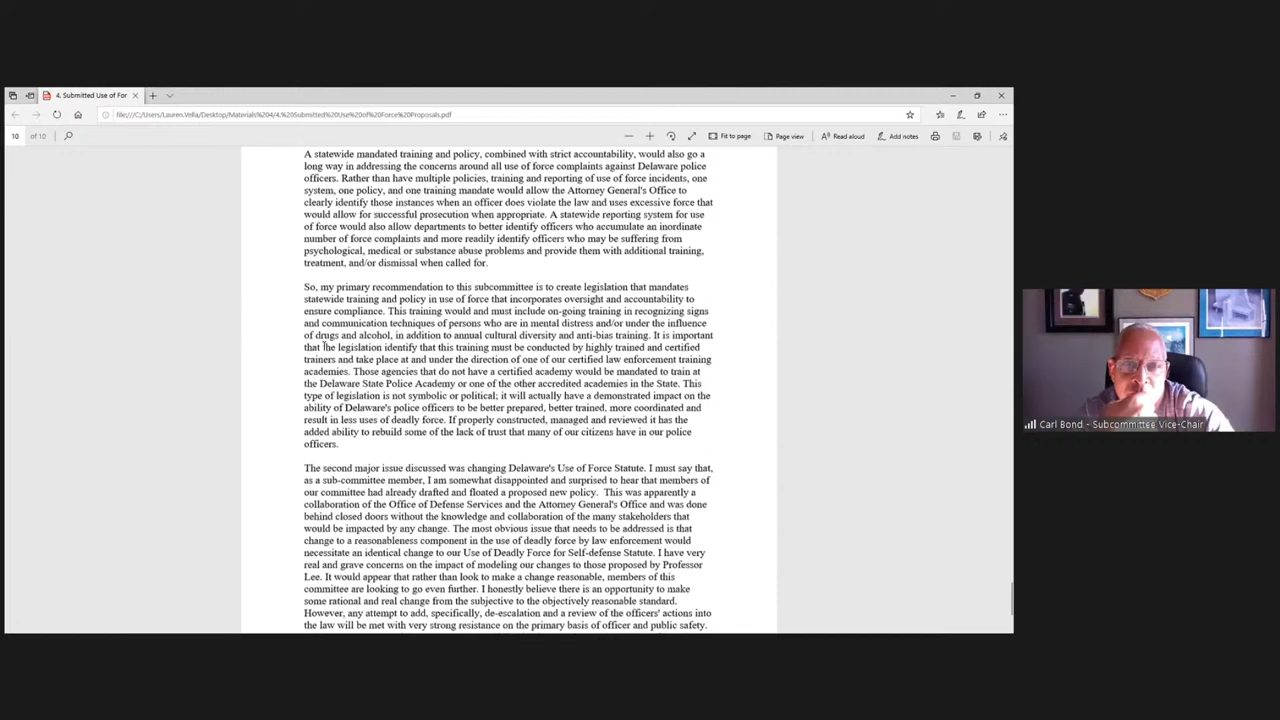 4. Submitted Use of For
file:///C:/Users/Lauren.Vella/Desktop/Materials%204/4.%20Submitted%20Use%20of%20Force%20Proposals.pdf
10 of 10
Fit to page
Page view
Read aloud
Add notes
A statewide mandated training and policy, combined with strict accountability, would also go a
long way in addressing the concerns around all use of force complaints against Delaware police
officers. Rather than have multiple policies, training and reporting of use of force incidents, one
system, one policy, and one training mandate would allow the Attorney General's Office to
clearly identify those instances when an officer does violate the law and uses excessive force that
would allow for successful prosecution when appropriate. A statewide reporting system for use
of force would also allow departments to better identify officers who accumulate an inordinate
number of force complaints and more readily identify officers who may be suffering from
psychological, medical or substance abuse problems and provide them with additional training,
treatment, and/or dismissal when called for.
So, my primary recommendation to this subcommittee is to create legislation that mandates
statewide training and policy in use of force that incorporates oversight and accountability to
ensure compliance. This training would and must include on-going training in recognizing signs
and communication techniques of persons who are in mental distress and/or under the influence
of drugs and alcohol, in addition to annual cultural diversity and anti-bias training. It is important
that the legislation identify that this training must be conducted by highly trained and certified
trainers and take place at and under the direction of one of our certified law enforcement training
academies. Those agencies that do not have a certified academy would be mandated to train at
the Delaware State Police Academy or one of the other accredited academies in the State. This
type of legislation is not symbolic or political; it will actually have a demonstrated impact on the
ability of Delaware's police officers to be better prepared, better trained, more coordinated and
result in less uses of deadly force. If properly constructed, managed and reviewed it has the
added ability to rebuild some of the lack of trust that many of our citizens have in our police
officers.
The second major issue discussed was changing Delaware's Use of Force Statute. I must say that,
as a sub-committee member, I am somewhat disappointed and surprised to hear that members of
our committee had already drafted and floated a proposed new policy. This was apparently a
collaboration of the Office of Defense Services and the Attorney General's Office and was done
behind closed doors without the knowledge and collaboration of the many stakeholders that
would be impacted by any change. The most obvious issue that needs to be addressed is that
change to a reasonableness component in the use of deadly force by law enforcement would
necessitate an identical change to our Use of Deadly Force for Self-defense Statute. I have very
real and grave concerns on the impact of modeling our changes to those proposed by Professor
Lee. It would appear that rather than look to make a change reasonable, members of this
committee are looking to go even further. I honestly believe there is an opportunity to make
some rational and real change from the subjective to the objectively reasonable standard.
However, any attempt to add, specifically, de-escalation and a review of the officers' actions into
the law will be met with very strong resistance on the primary basis of officer and public safety.
Carl Bond - Subcommittee Vice-Chair